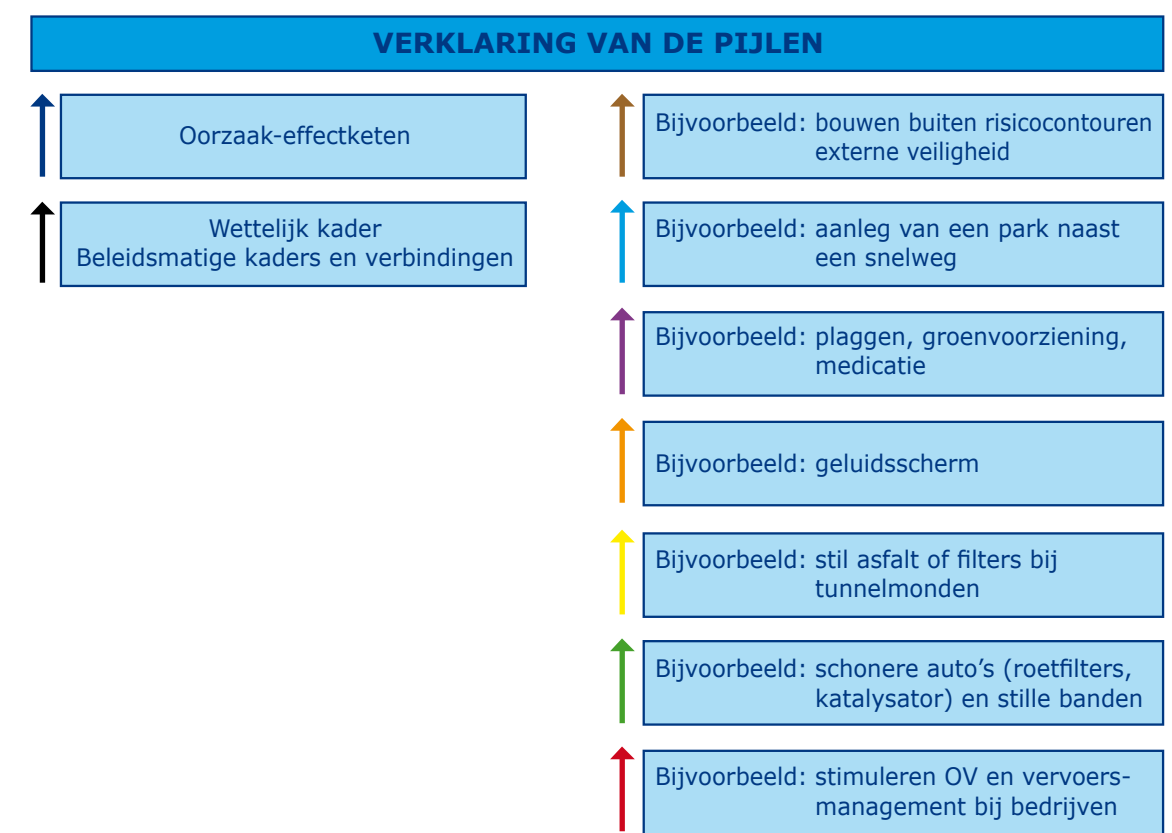 VERKLARING VAN DE PIJLEN
Oorzaak-effectketen
Wettelijk kader
Beleidsmatige kaders en verbindingen
Bijvoorbeeld: bouwen buiten risicocontouren
externe veiligheid
Bijvoorbeeld: aanleg van een park naast
een snelweg
Bijvoorbeeld: plaggen, groenvoorziening,
medicatie
Bijvoorbeeld: geluidsscherm
Bijvoorbeeld: stil asfalt of filters bij
tunnelmonden
Bijvoorbeeld: schonere auto’s (roetfilters,
katalysator) en stille banden
Bijvoorbeeld: stimuleren OV en vervoers-
management bij bedrijven